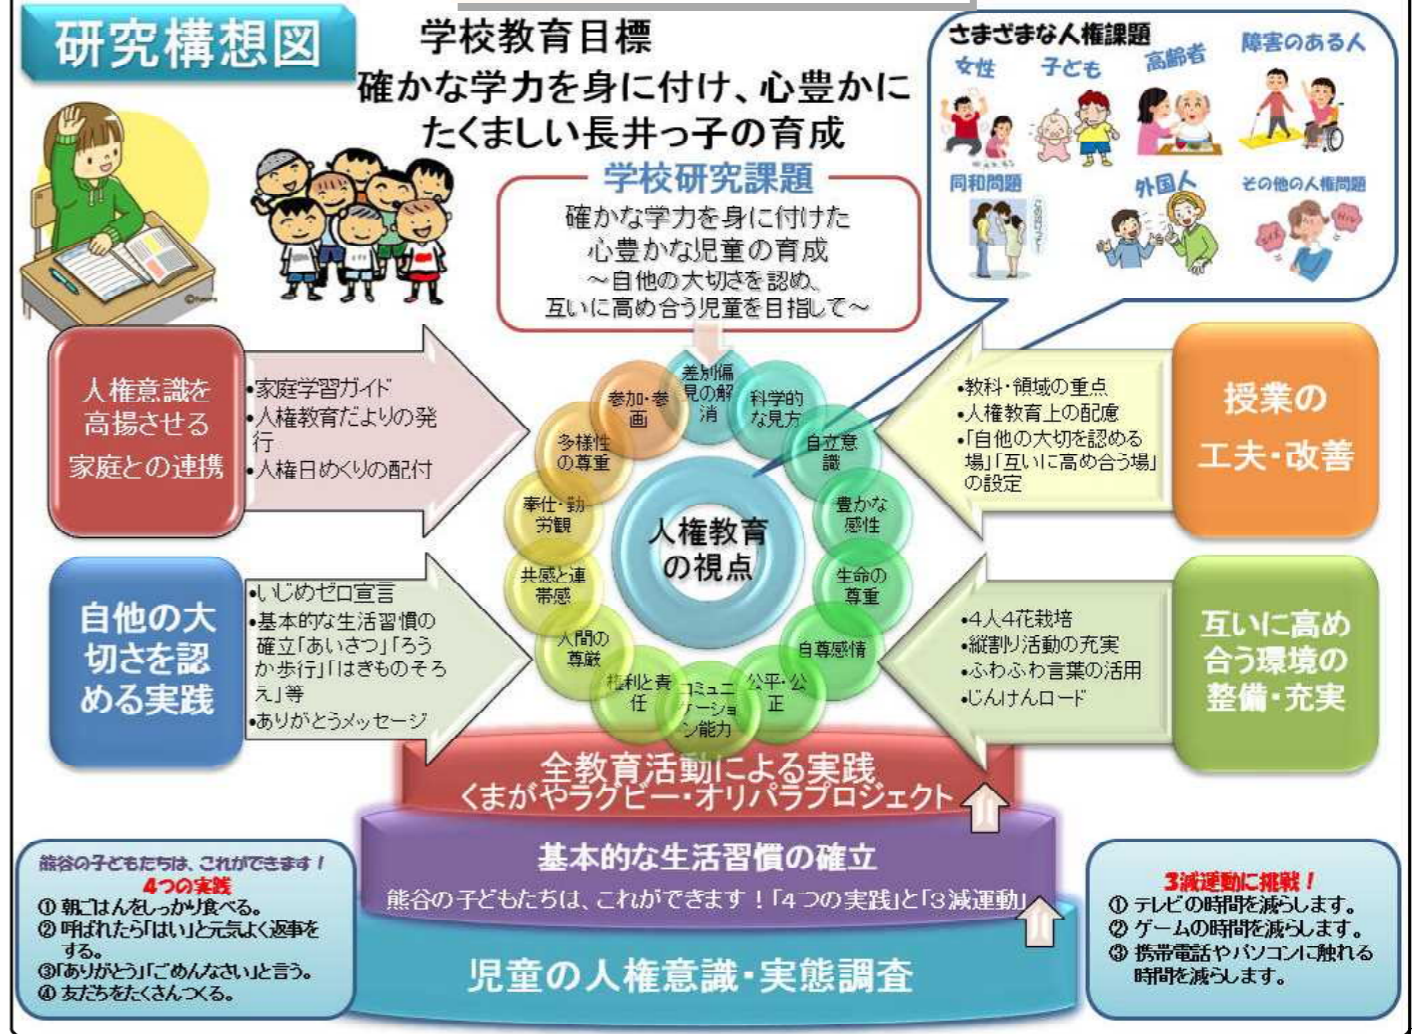 研究構想図
学校教育目標
確かな学力を身に付け、心豊かに
たくましい長井っ子の育成
学校研究課題
確かな学力を身に付けた
心豊かな児童の育成
～自他の大切さを認め、
互いに高め合う児童を目指して～
さまざまな人権課題
女性
子ども
高齢者
障害のある人
同和問題
外国人
その他の人権問題
HIV
人権意識を
高揚させる
家庭との連携
•家庭学習ガイド
•人権教育だよりの発
行
•人権日めくりの配付
自他の大
切さを認
める実践
•いじめゼロ宣言
•基本的な生活習慣の
確立「あいさつ」「ろう
か歩行」「はきものそろ
え」等
•ありがとうメッセージ
差別偏
見の解
消
科学的
な見方
自立意
識
豊かな
感性
生命の
尊重
自尊感情
公平・公
正
コミュニ
ケーショ
ン能力
権利と責
任
人間の
尊厳
共感と連
帯感
奉仕・勤
労観
多様性
の尊重
参加・参
画
人権教育
の視点
•教科・領域の重点
•人権教育上の配慮
•「自他の大切を認める
場」「互いに高め合う場」
の設定
授業の
工夫・改善
•4人4花栽培
•縦割り活動の充実
•ふわふわ言葉の活用
•じんけんロード
互いに高め
合う環境の
整備・充実
全教育活動による実践
くまがやラグビー・オリパラプロジェクト
基本的な生活習慣の確立
熊谷の子どもたちは、これができます！「4つの実践」と「3減運動」
児童の人権意識・実態調査
熊谷の子どもたちは、これができます！
4つの実践
① 朝ごはんをしっかり食べる。
② 呼ばれたら「はい」と元気よく返事を
する。
③「ありがとう」「ごめんなさい」と言う。
④ 友だちをたくさんつくる。
3減運動に挑戦！
① テレビの時間を減らします。
② ゲームの時間を減らします。
③ 携帯電話やパソコンに触れる
時間を減らします。